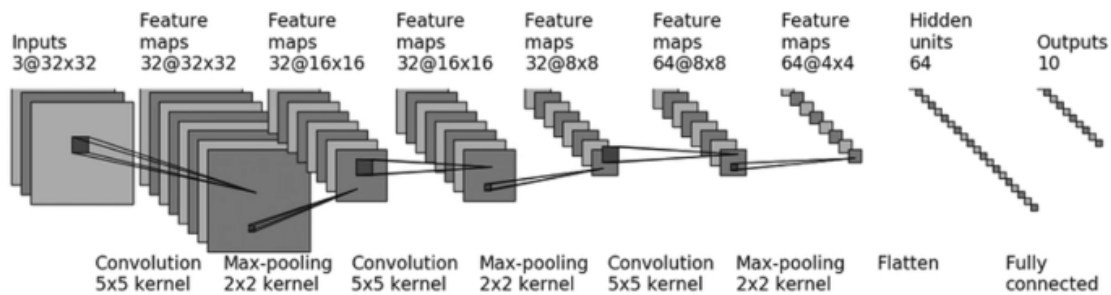 Inputs
3@32x32
Feature
maps
32@32x32
Feature
maps
32@16x16
Feature
maps
32@16x16
Feature
maps
32@8x8
Feature
maps
64@8x8
Feature
maps
64@4x4
Hidden
units
64
Outputs
10
Convolution
5x5 kernel
Max-pooling
2x2 kernel
Convolution
5x5 kernel
Max-pooling
2x2 kernel
Convolution
5x5 kernel
Max-pooling
2x2 kernel
Flatten
Fully
connected